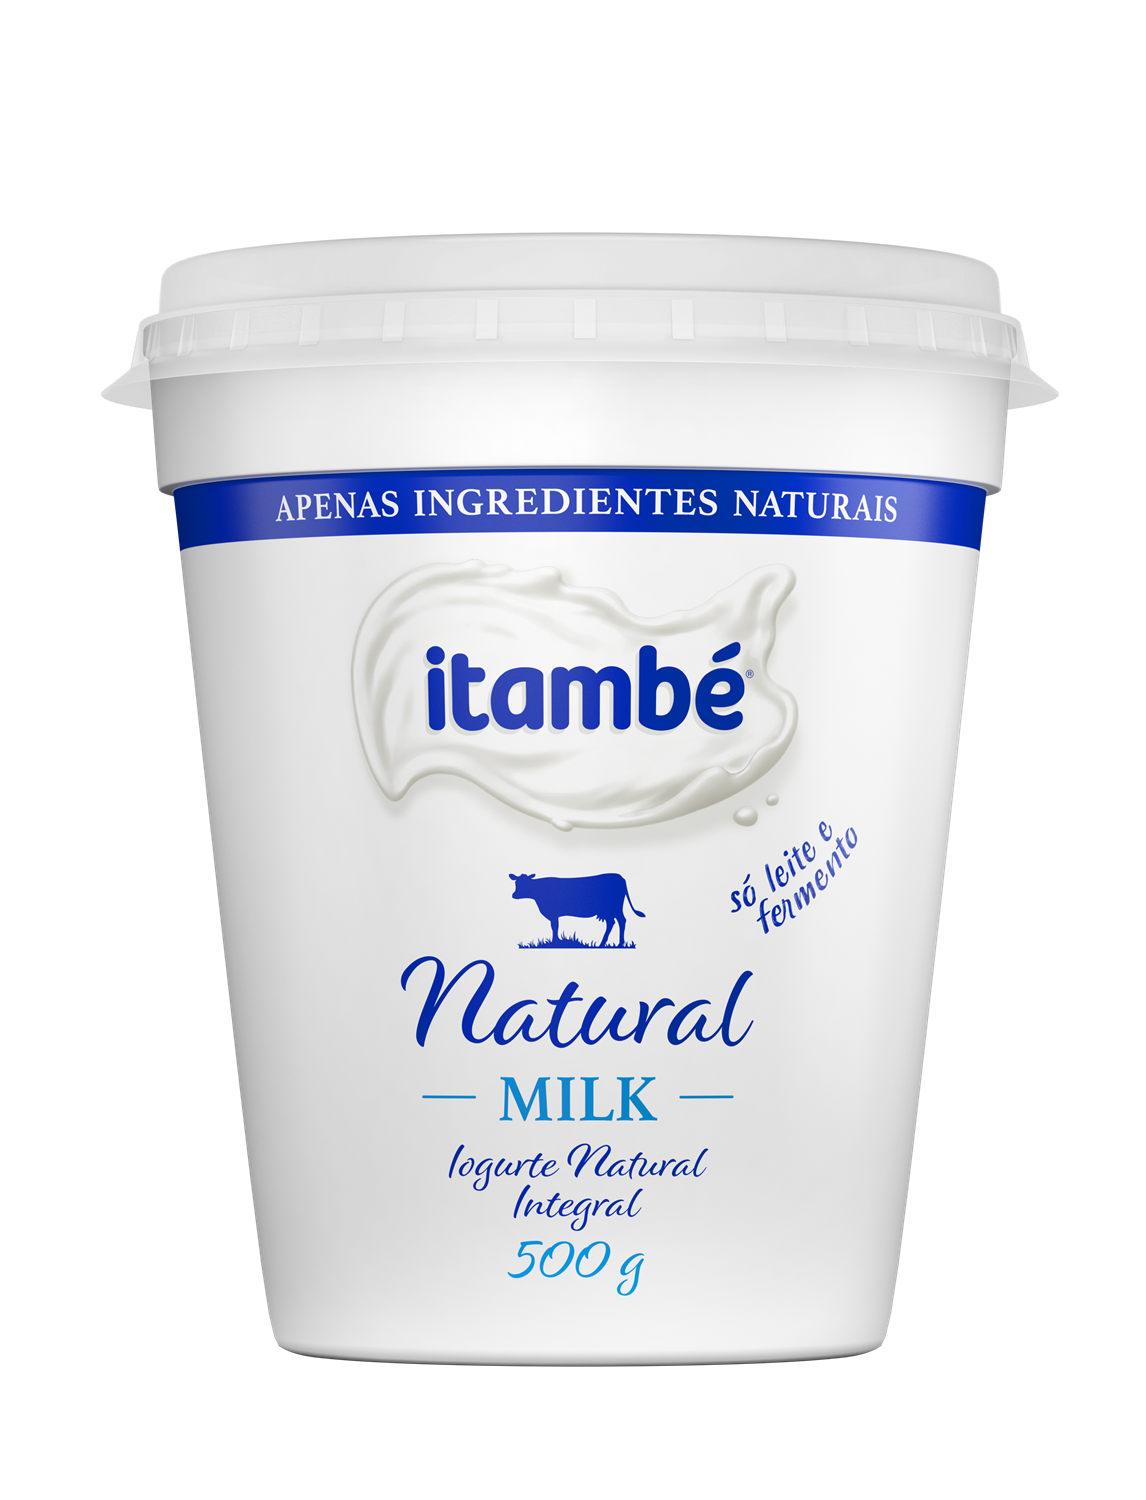 APENAS INGREDIENTES NATURAIS
itambé®
só leite e
fermento
Natural
MILK
Iogurte Natural
Integral
500 g